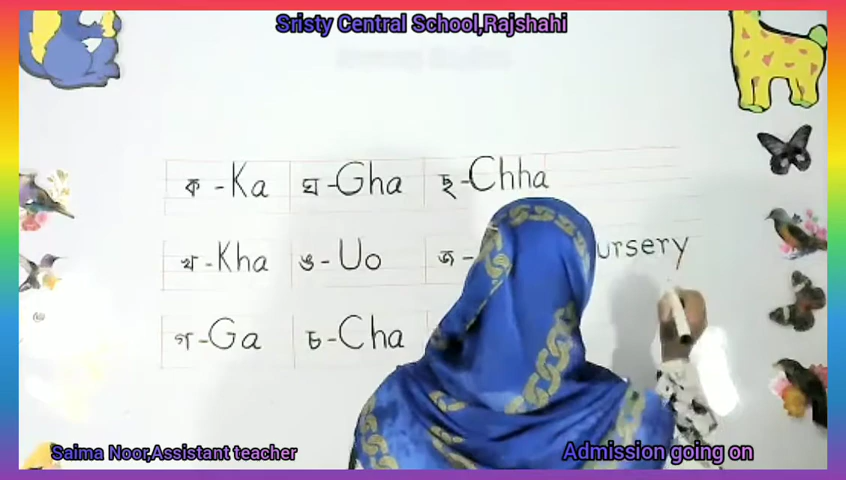 Sristy Central School,Rajshahi
ক -Ka ঘ -Gha ছ -Chha
খ -Kha ঙ -Uo জ - ursery
গ -Ga চ -Cha
Saima Noor,Assistant teacher Admission going on